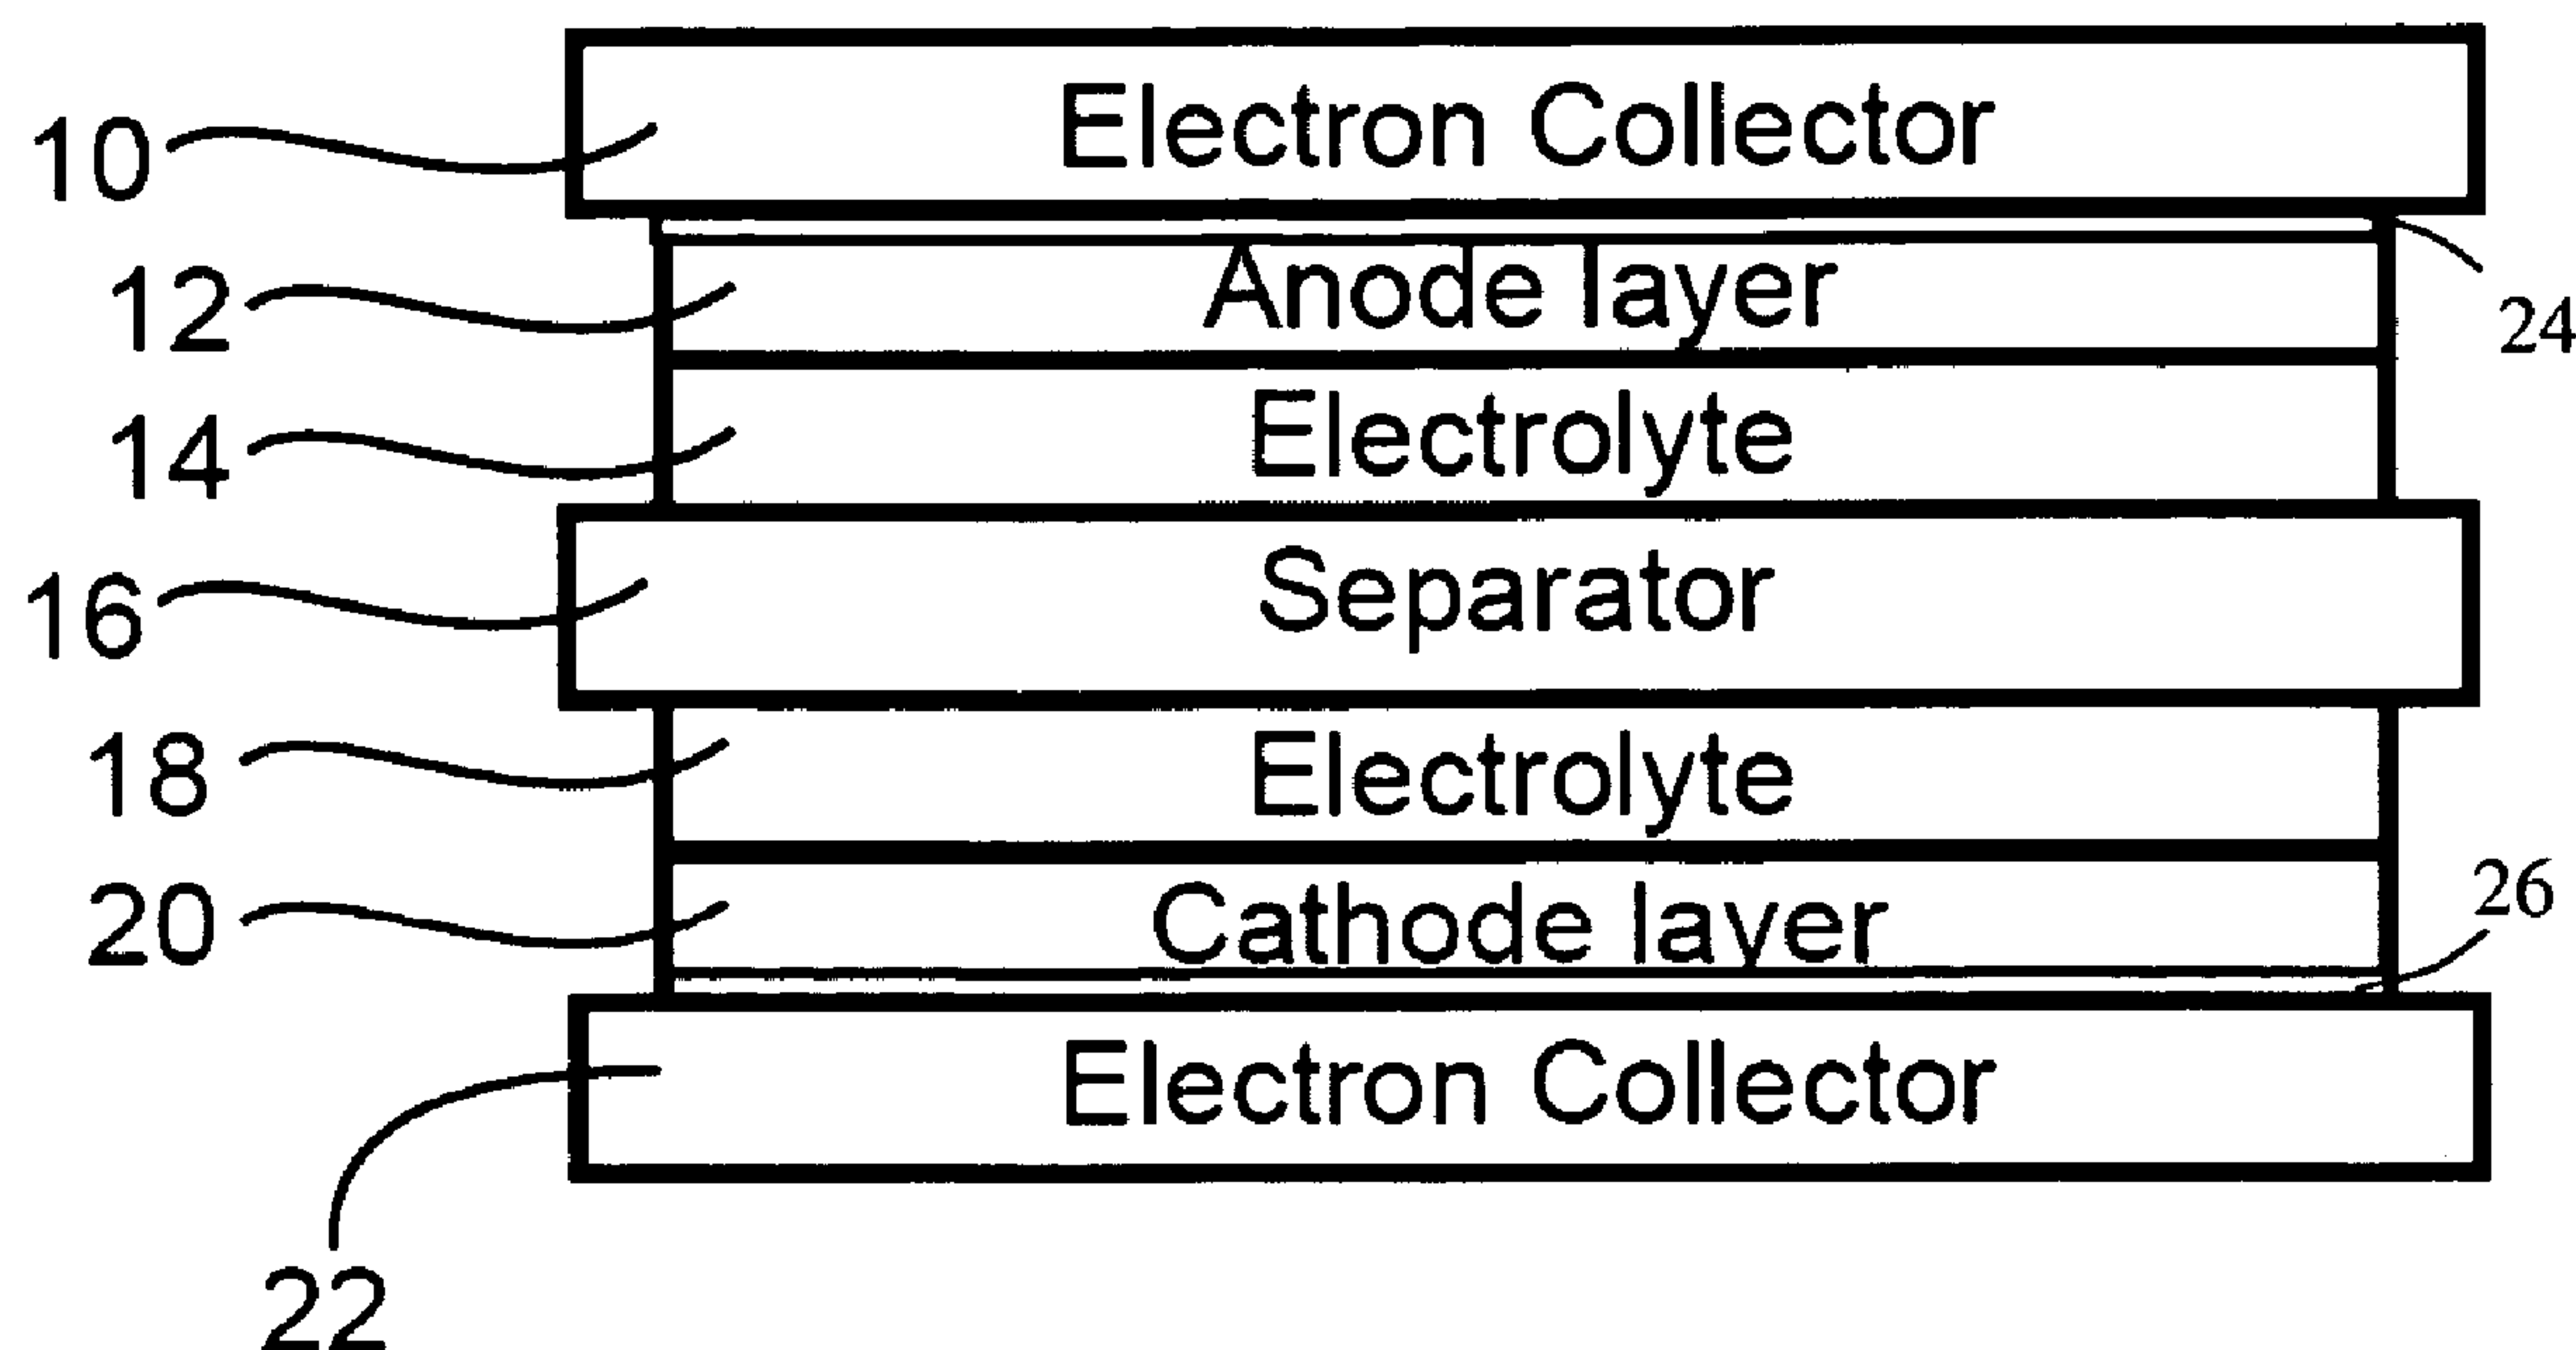 10 Electron Collector
12 Anode layer
24
14 Electrolyte
16 Separator
18 Electrolyte
20 Cathode layer
26
22 Electron Collector